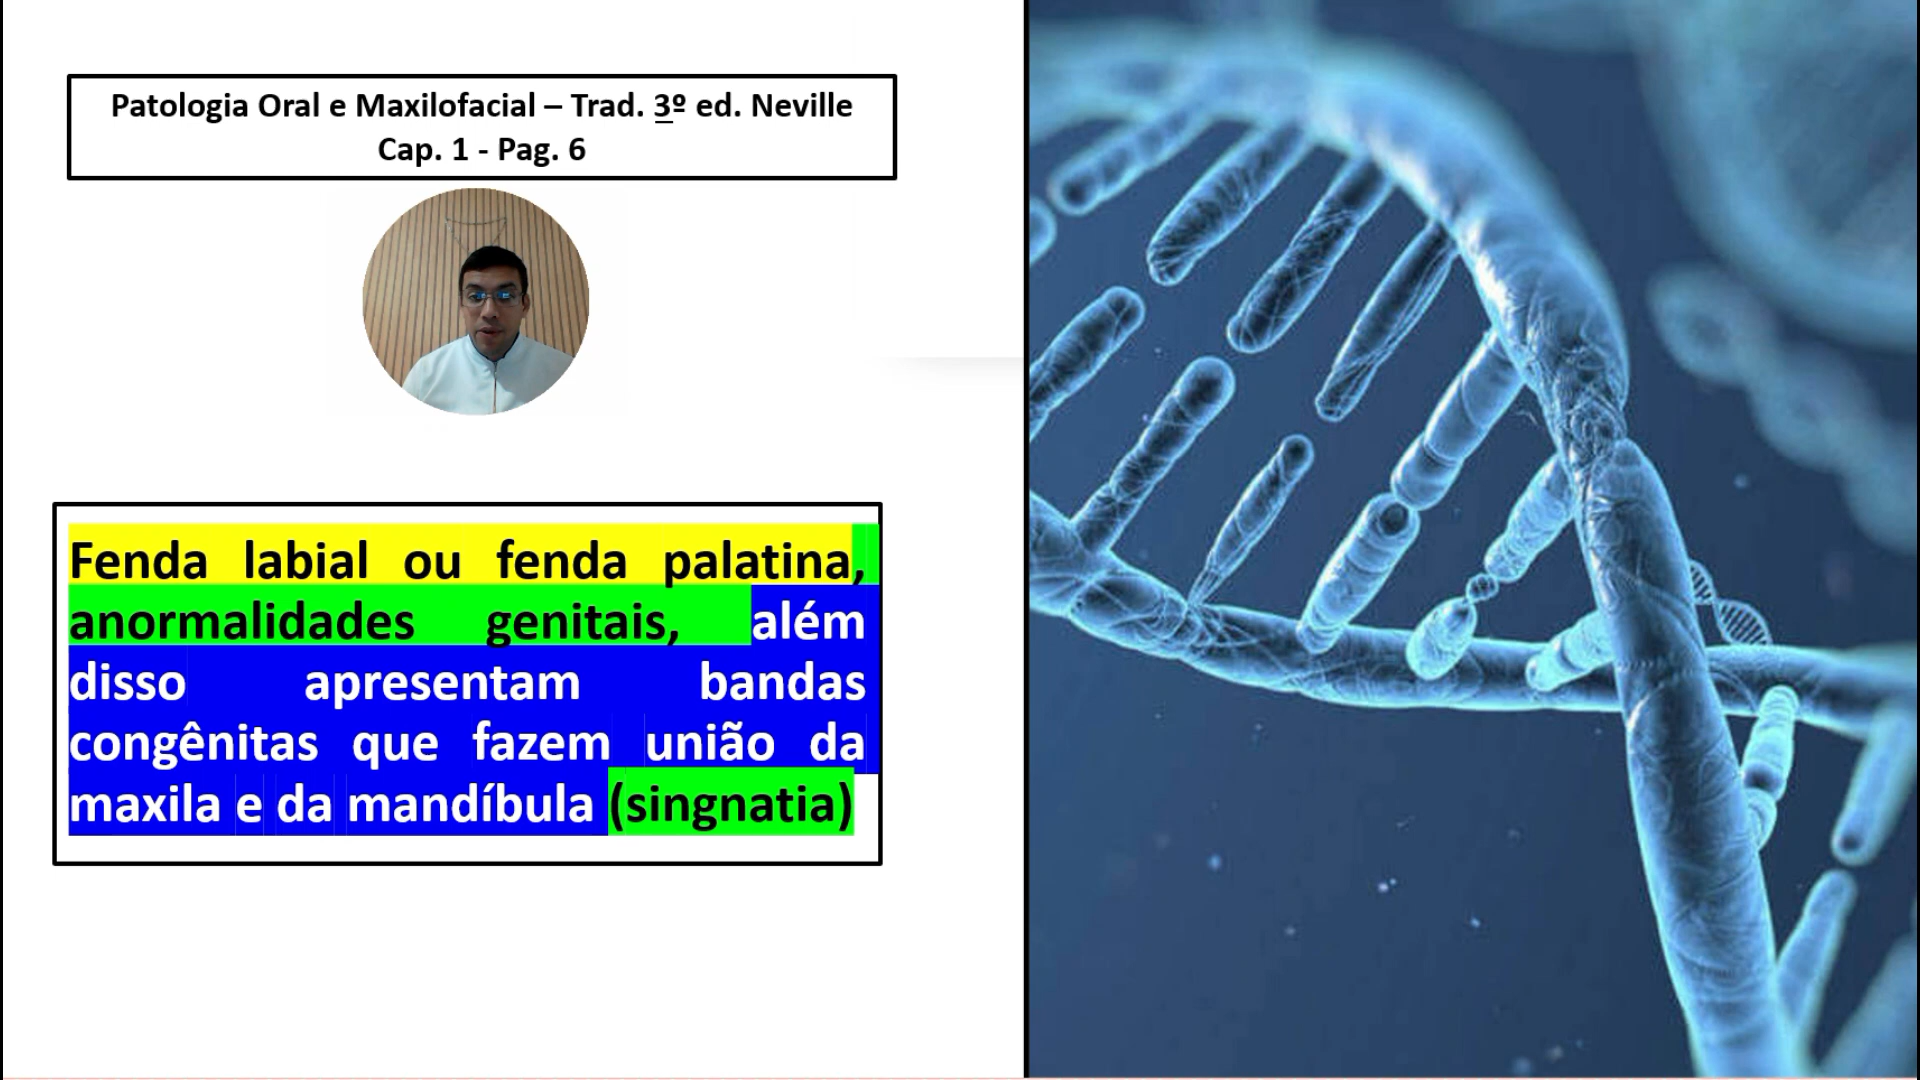 Patologia Oral e Maxilofacial – Trad. 3º ed. Neville
Cap. 1 - Pag. 6
Fenda labial ou fenda palatina,
anormalidades genitais, além
disso apresentam bandas
congênitas que fazem união da
maxila e da mandíbula (singnatia)